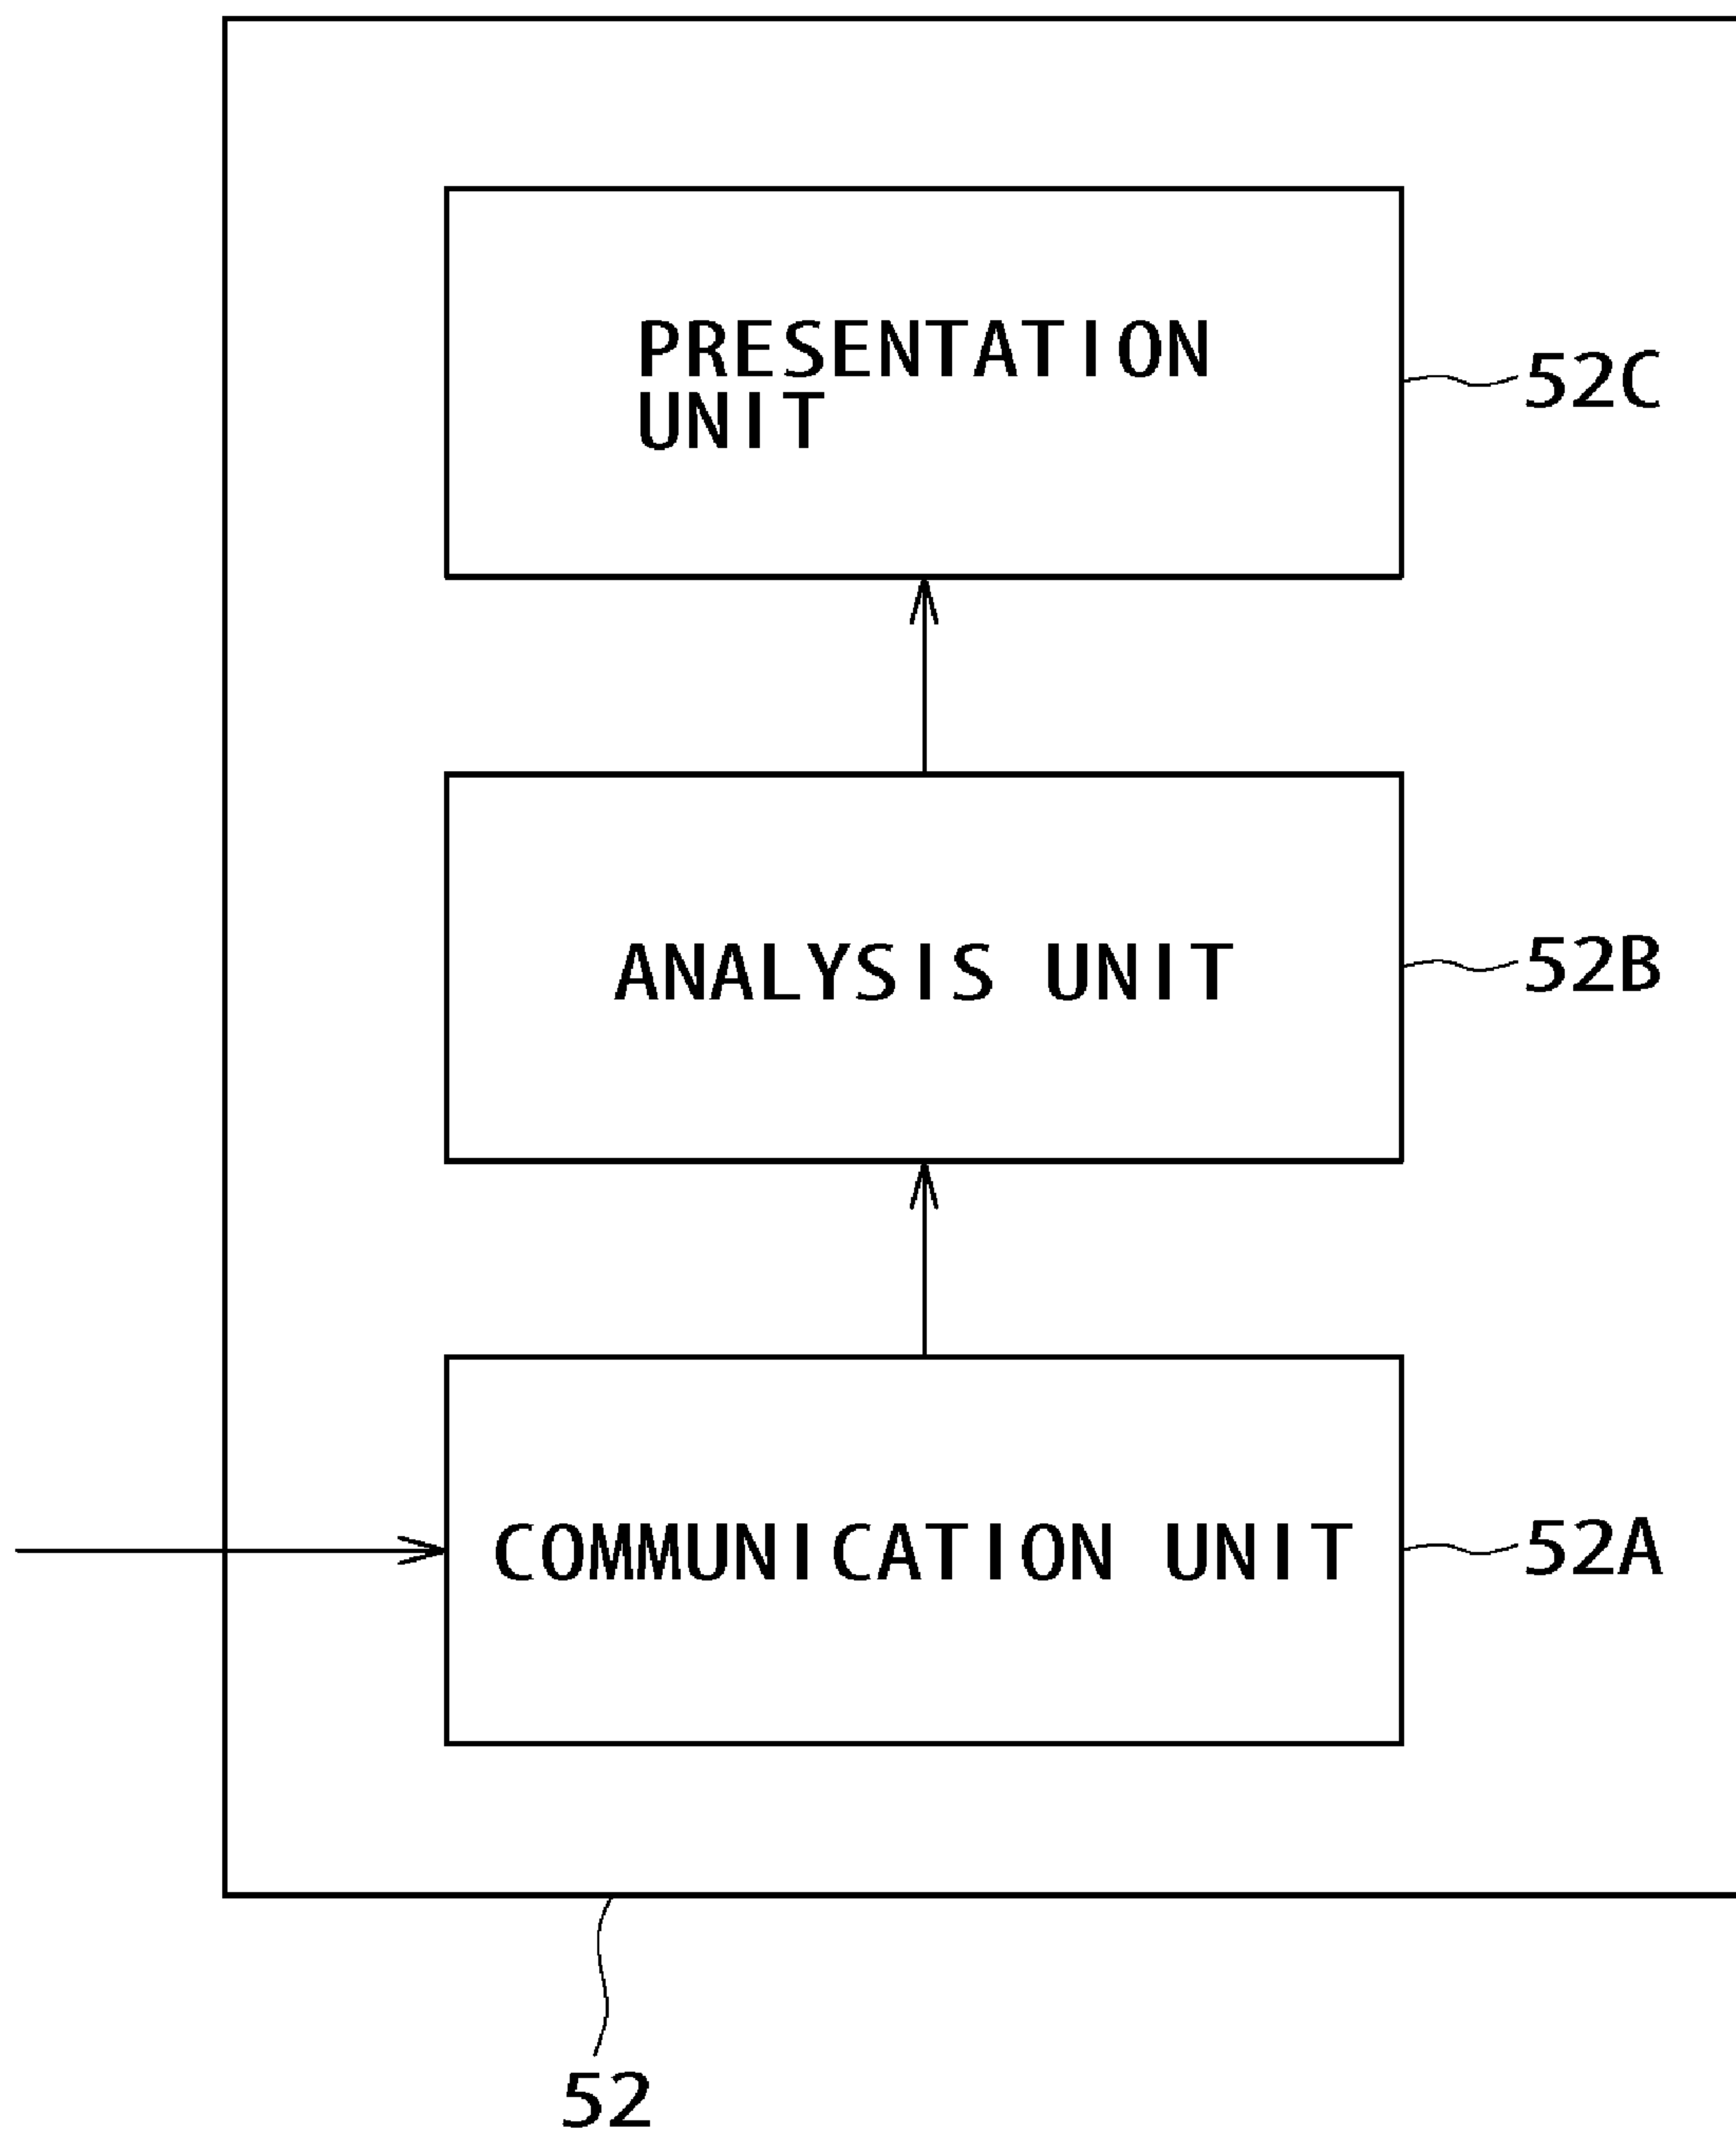 PRESENTATION
UNIT
52C
ANALYSIS UNIT
52B
COMMUNICATION UNIT
52A
52